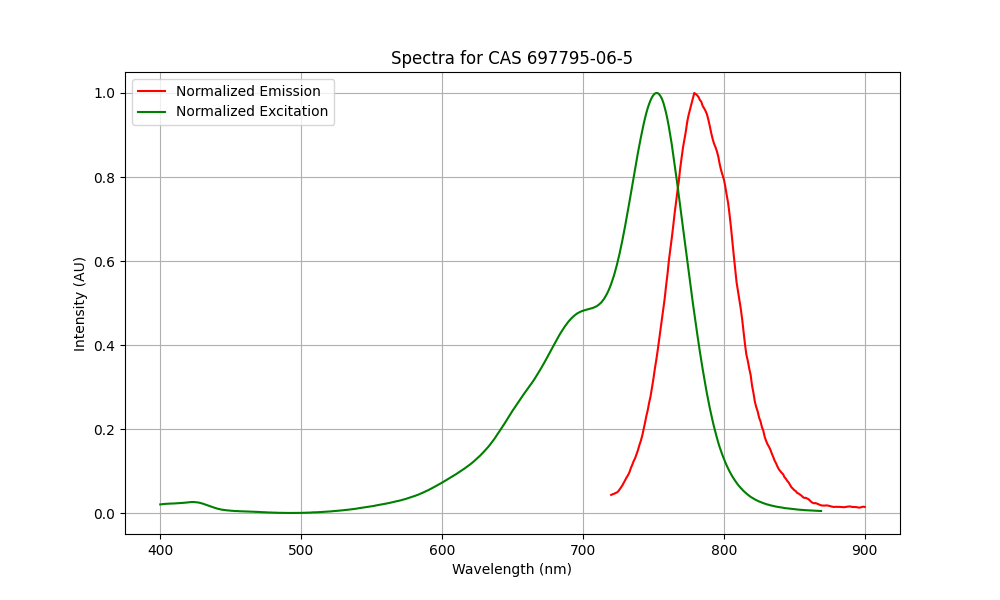 Spectra for CAS 697795-06-5
Normalized Emission
Normalized Excitation
1.0
0.8
0.6
0.4
0.2
0.0
Intensity (AU)
400 500 600 700 800 900
Wavelength (nm)